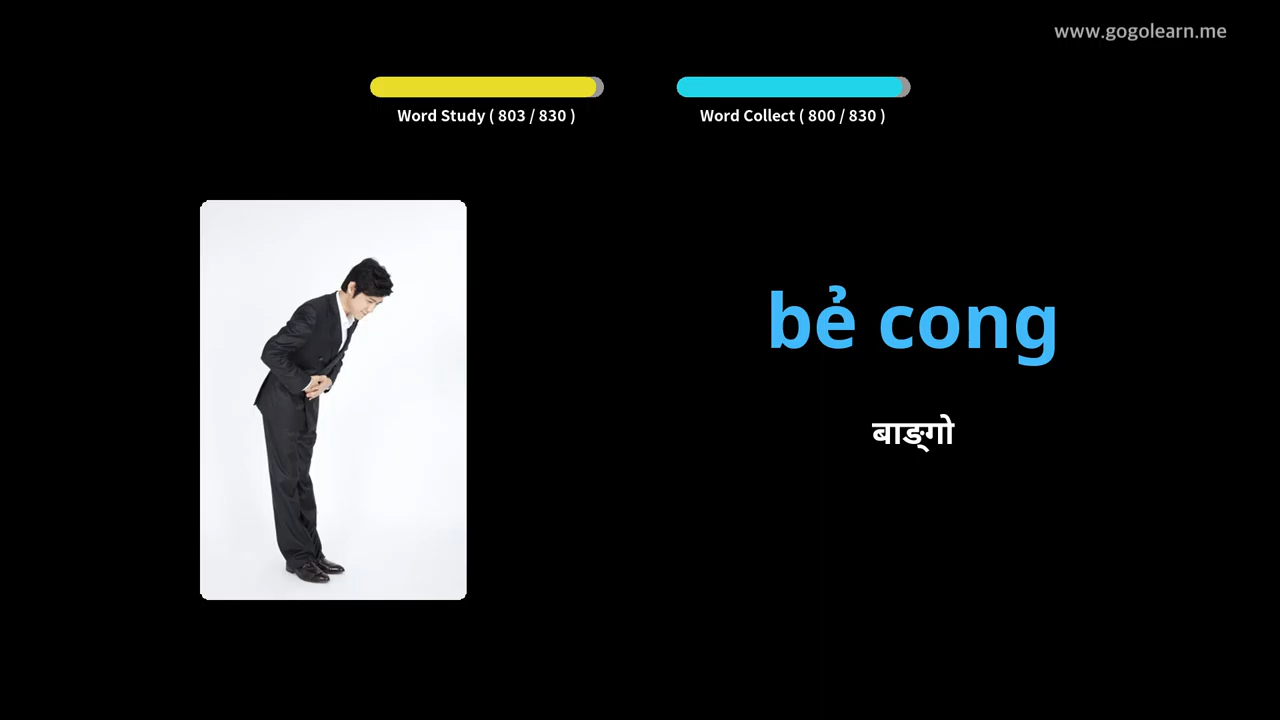 www.gogolearn.me
Word Study ( 803 / 830 )
Word Collect ( 800 / 830 )
bẻ cong
बाङ्गो